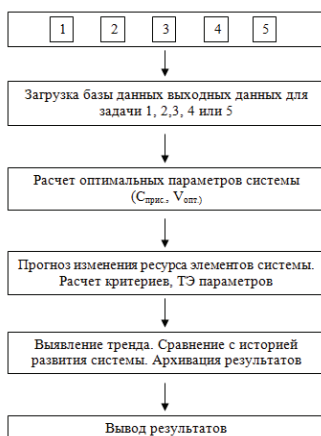 1 2 3 4 5
Загрузка базы данных выходных данных для
задачи 1, 2,3, 4 или 5
Расчет оптимальных параметров системы
(Сприс., Vопт.)
Прогноз изменения ресурса элементов системы.
Расчет критериев, ТЭ параметров
Выявление тренда. Сравнение с историей
развития системы. Архивация результатов
Вывод результатов